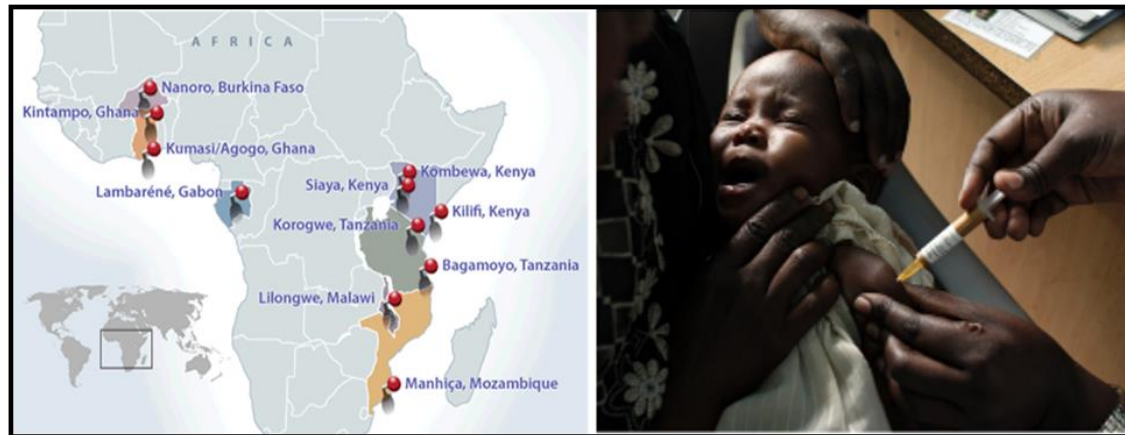 AFRICA
Nanoro, Burkina Faso
Kintampo, Ghana
Kumasi/Agogo, Ghana
Kombewa, Kenya
Siaya, Kenya
Lambaréné, Gabon
Kilifi, Kenya
Korogwe, Tanzania
Bagamoyo, Tanzania
Lilongwe, Malawi
Manhiça, Mozambique